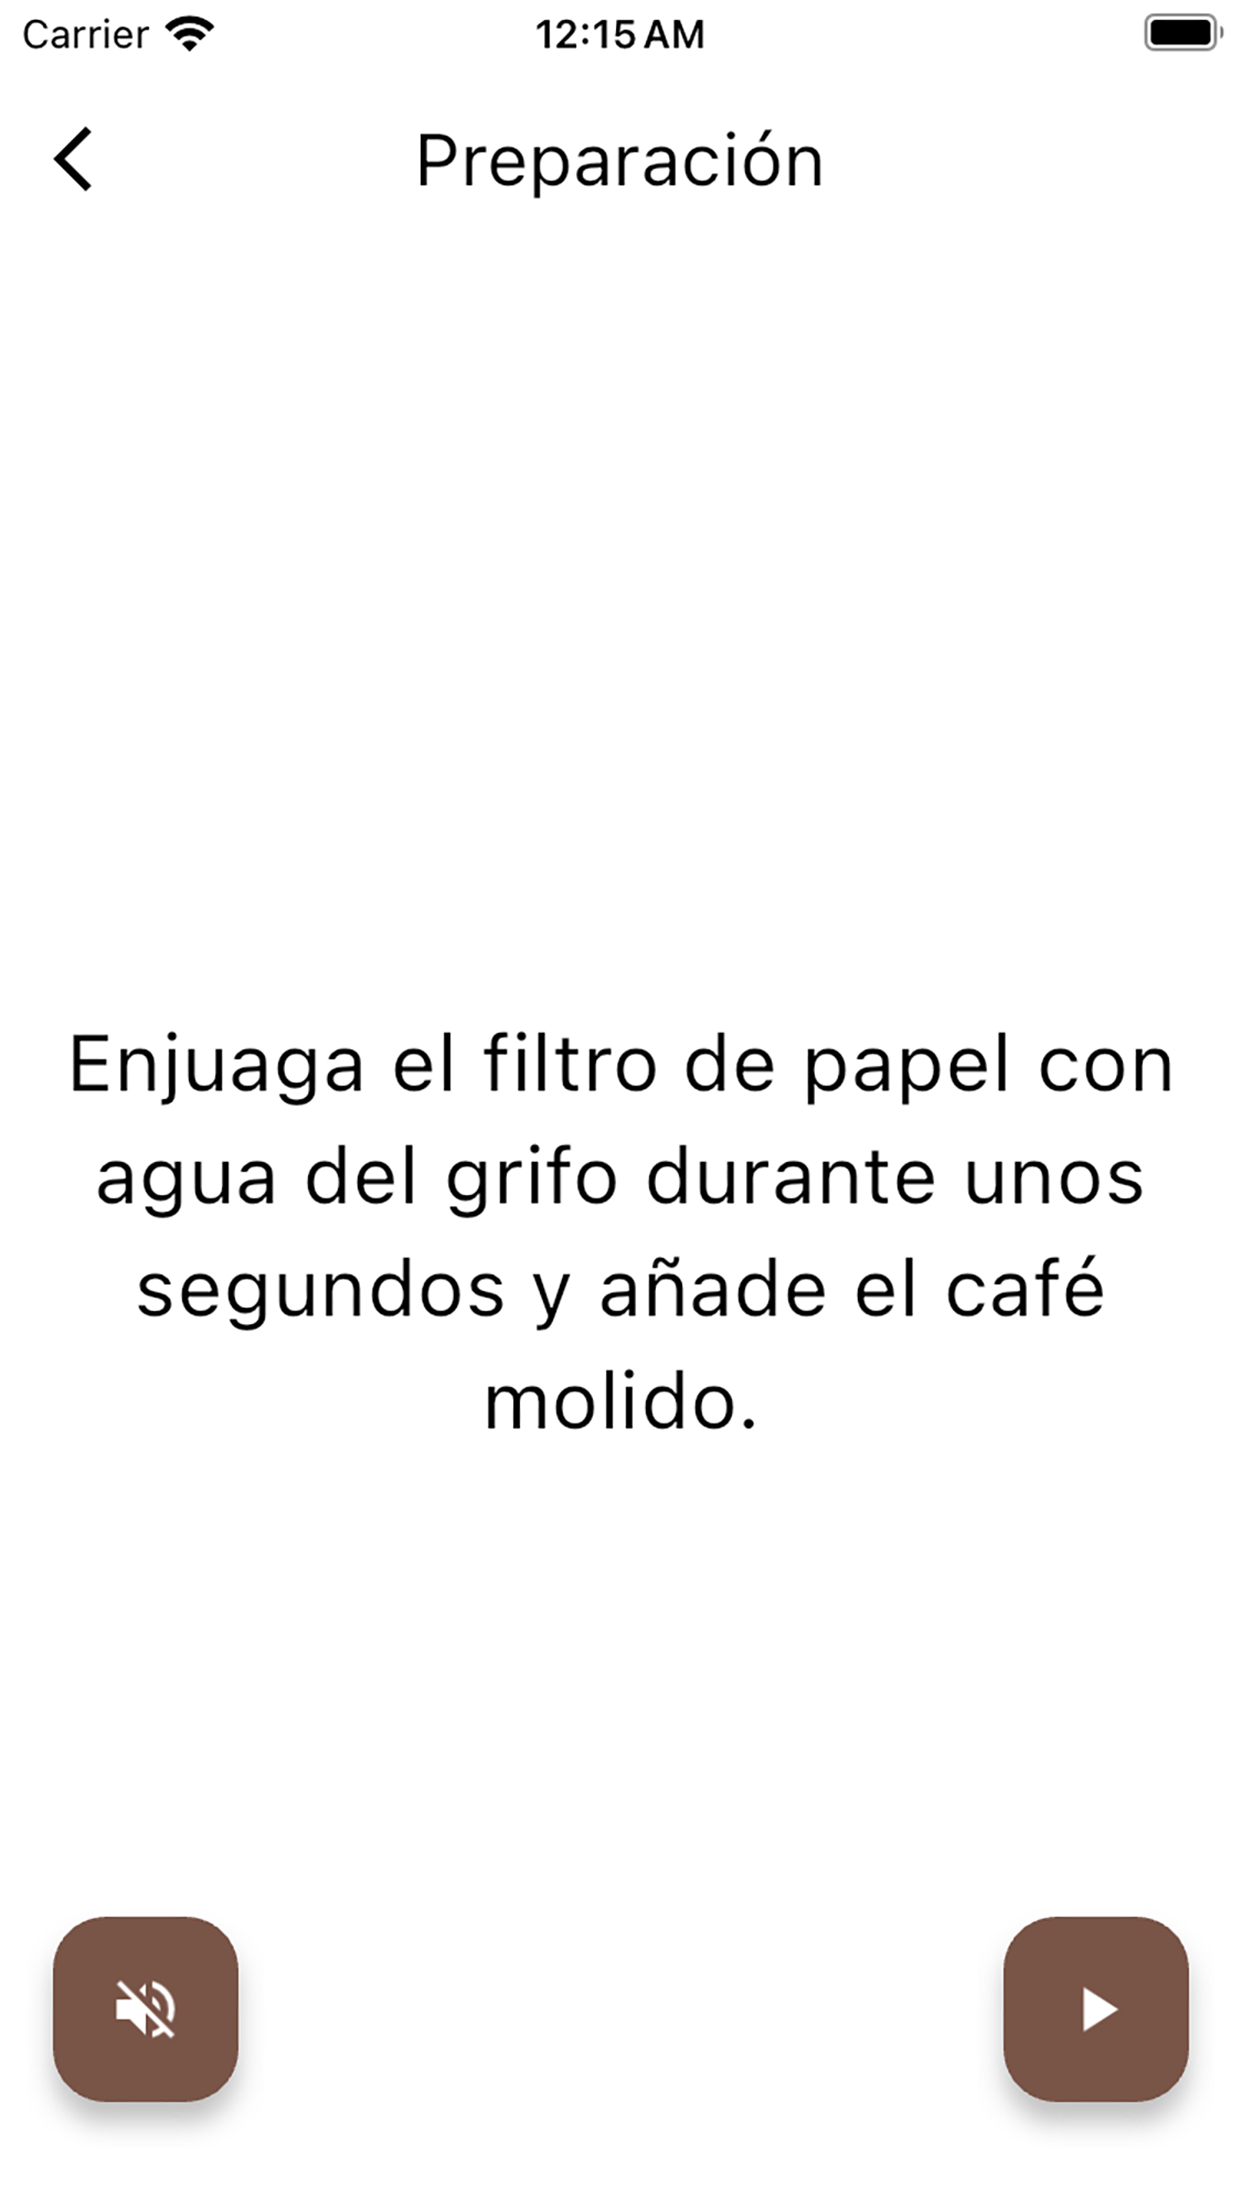 Carrier 12:15 AM
Preparación
Enjuaga el filtro de papel con
agua del grifo durante unos
segundos y añade el café
molido.